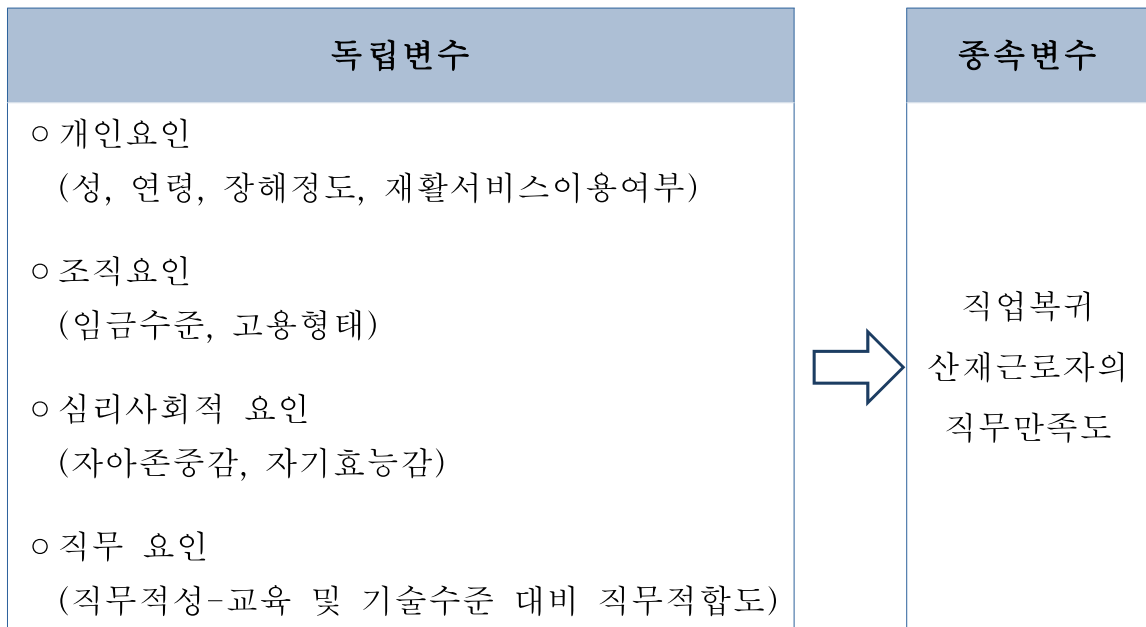 독립변수
○ 개인요인
(성, 연령, 장해정도, 재활서비스이용여부)
○ 조직요인
(임금수준, 고용형태)
○ 심리사회적 요인
(자아존중감, 자기효능감)
○ 직무 요인
(직무적성-교육 및 기술수준 대비 직무적합도)
종속변수
직업복귀
산재근로자의
직무만족도